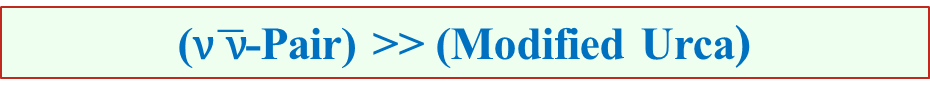 (ν ν̅-Pair) >> (Modified Urca)